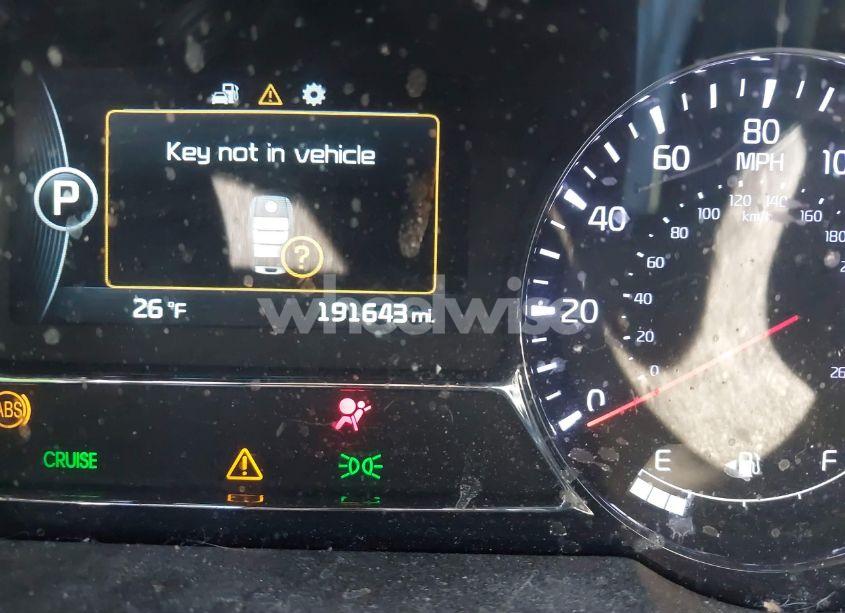 Key not in vehicle
P
?
26 °F
191643 mi.
wheelwise
ABS
CRUISE
0
20
40
60
80
MPH
0
20
40
60
80
100
120
140
160
180
km/h
E
F